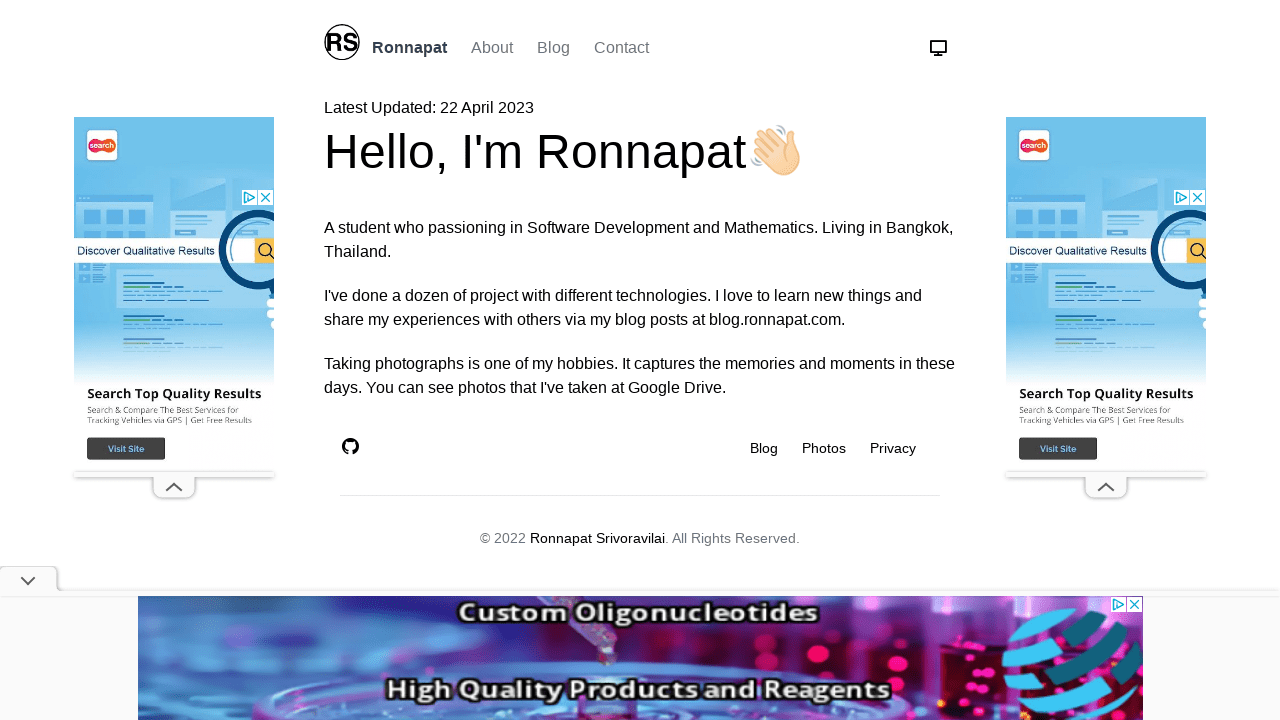 RS
Ronnapat
About
Blog
Contact
Latest Updated: 22 April 2023
Hello, I'm Ronnapat
A student who passioning in Software Development and Mathematics. Living in Bangkok,
Thailand.
I've done a dozen of project with different technologies. I love to learn new things and
share my experiences with others via my blog posts at blog.ronnapat.com.
Taking photographs is one of my hobbies. It captures the memories and moments in these
days. You can see photos that I've taken at Google Drive.
Blog
Photos
Privacy
© 2022 Ronnapat Srivoravilai. All Rights Reserved.
search
Discover Qualitative Results
Search Top Quality Results
Search & Compare The Best Services for
Tracking Vehicles via GPS | Get Free Results
Visit Site
search
Discover Qualitative Results
Search Top Quality Results
Search & Compare The Best Services for
Tracking Vehicles via GPS | Get Free Results
Visit Site
Custom Oligonucleotides
High Quality Products and Reagents